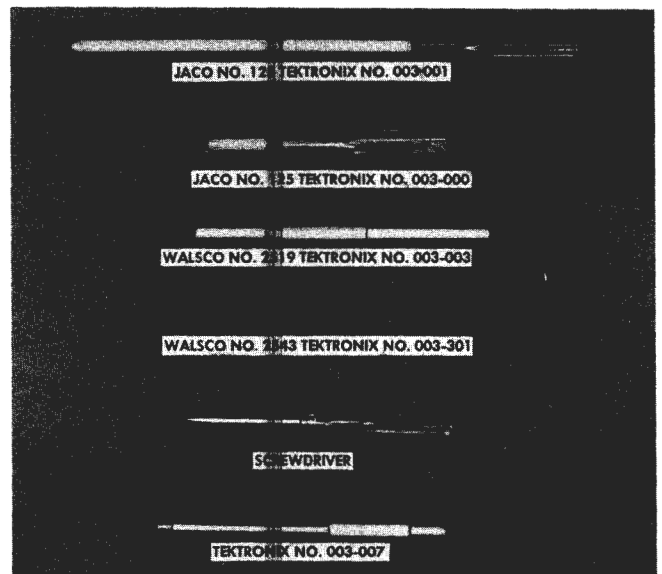 JACO NO. TEKTRONIX NO. 003-001
JACO NO. TEKTRONIX NO. 003-000
WALSCO NO. TEKTRONIX NO. 003-003
WALSCO NO. TEKTRONIX NO. 003-301
SCREWDRIVER
TEKTRONIX NO. 003-007